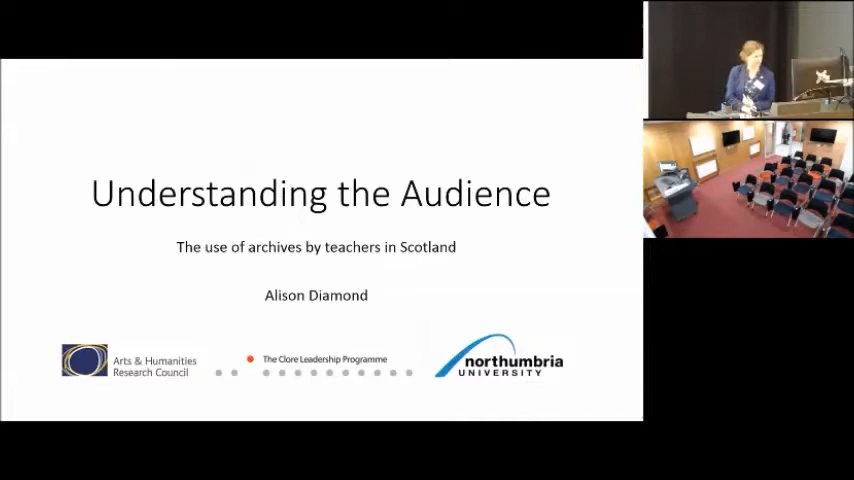 Understanding the Audience
The use of archives by teachers in Scotland
Alison Diamond
Arts & Humanities
Research Council
The Clore Leadership Programme
northumbria
UNIVERSITY